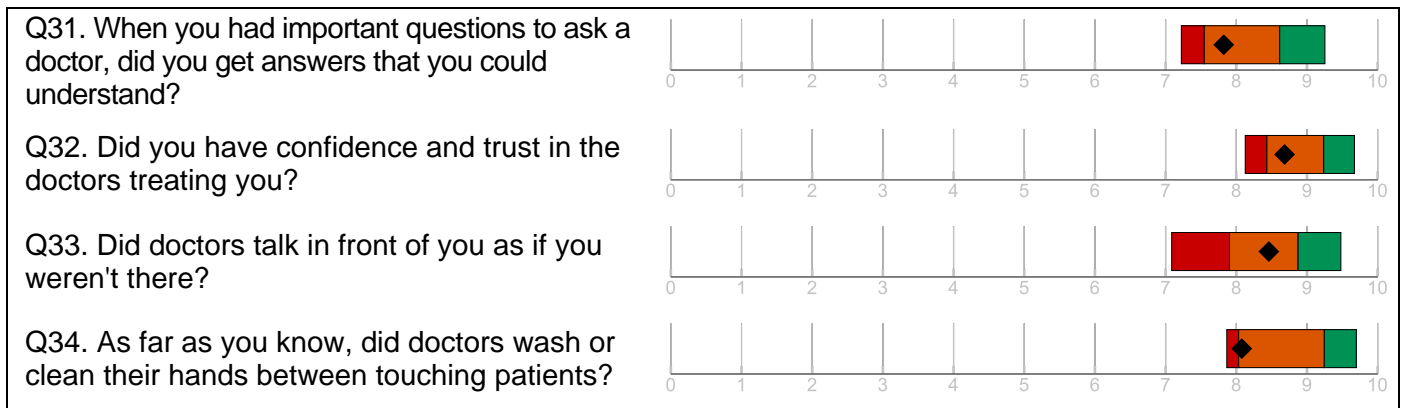 Q31. When you had important questions to ask a
doctor, did you get answers that you could
understand?
0 1 2 3 4 5 6 7 8 9 10
Q32. Did you have confidence and trust in the
doctors treating you?
0 1 2 3 4 5 6 7 8 9 10
Q33. Did doctors talk in front of you as if you
weren't there?
0 1 2 3 4 5 6 7 8 9 10
Q34. As far as you know, did doctors wash or
clean their hands between touching patients?
0 1 2 3 4 5 6 7 8 9 10